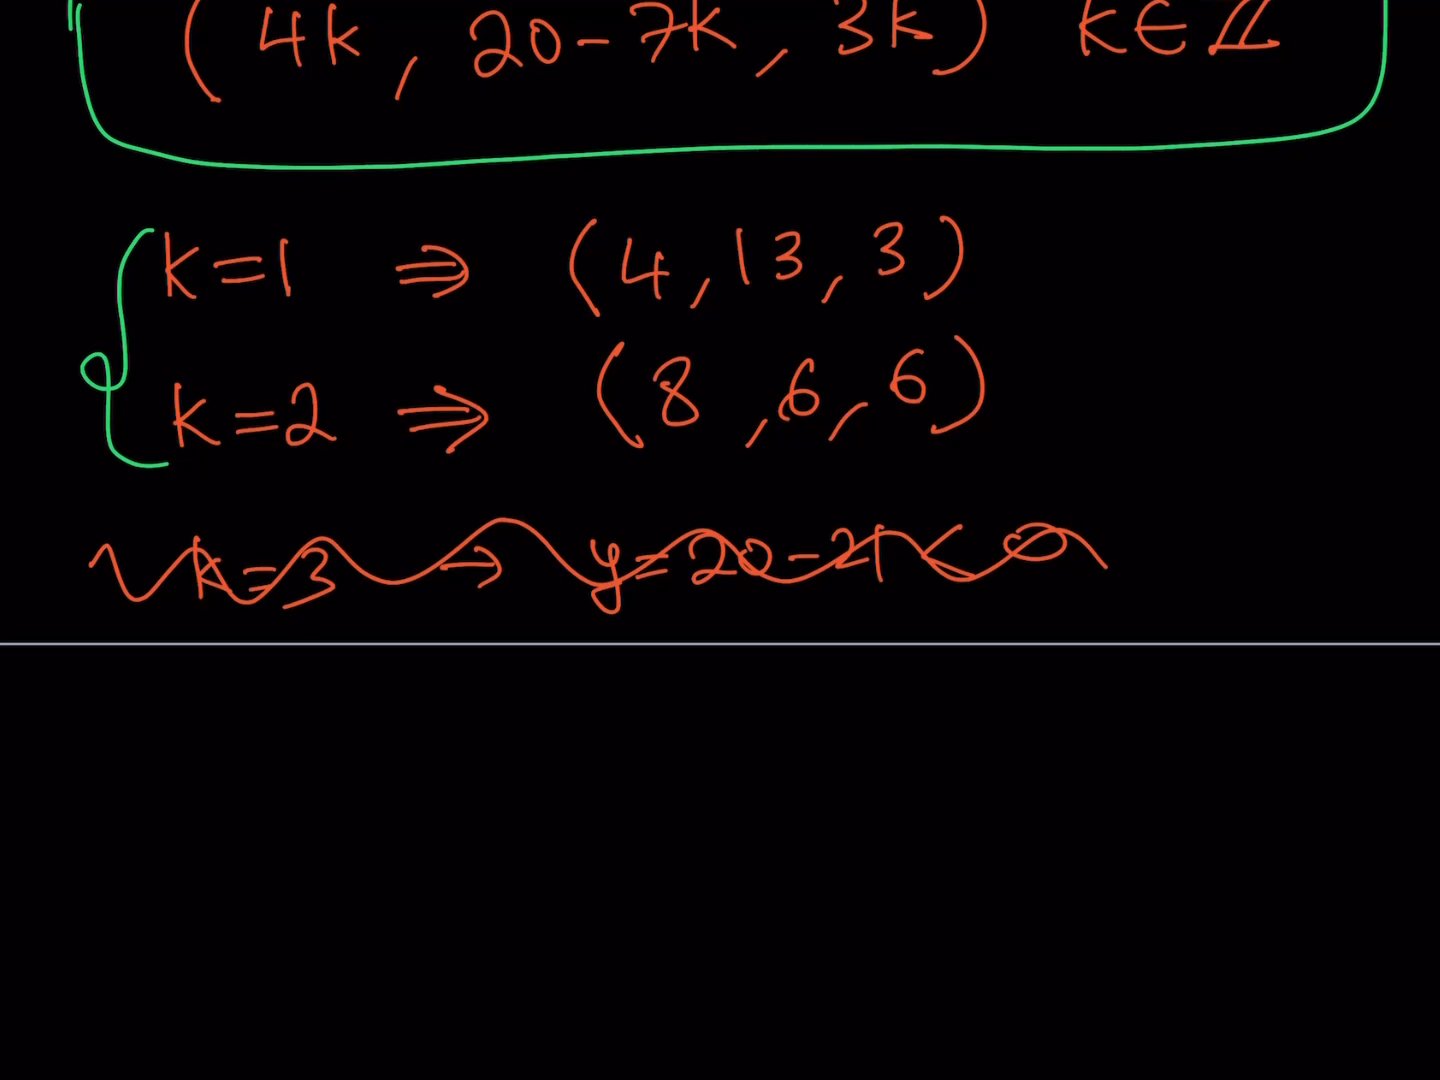 (4k, 20-7k, 3k) k∈ℤ
k=1 ⇒ (4,13,3)
k=2 ⇒ (8,6,6)
k=3 → y=20-21<0